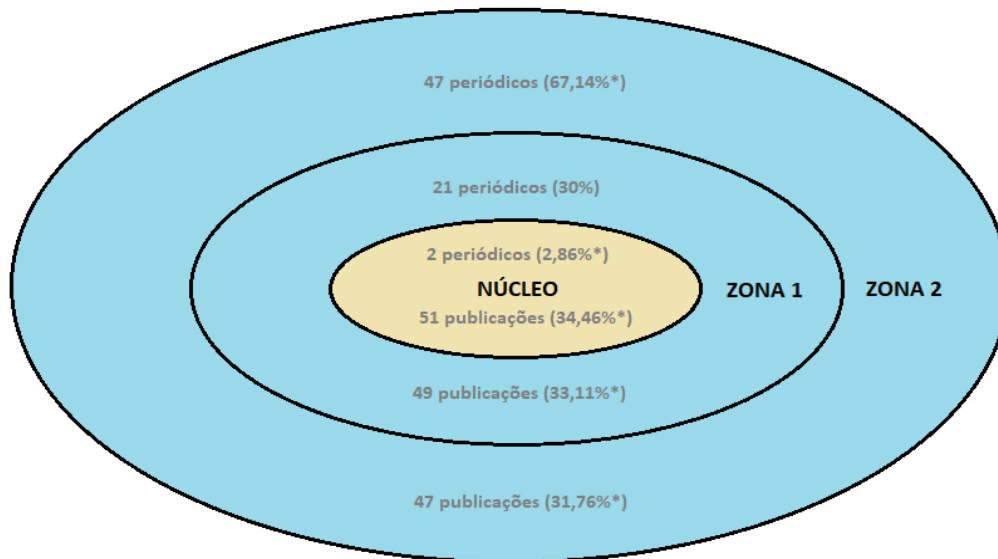 47 periódicos (67,14%*)
21 periódicos (30%)
2 periódicos (2,86%*)
NÚCLEO
ZONA 1
ZONA 2
51 publicações (34,46%*)
49 publicações (33,11%*)
47 publicações (31,76%*)